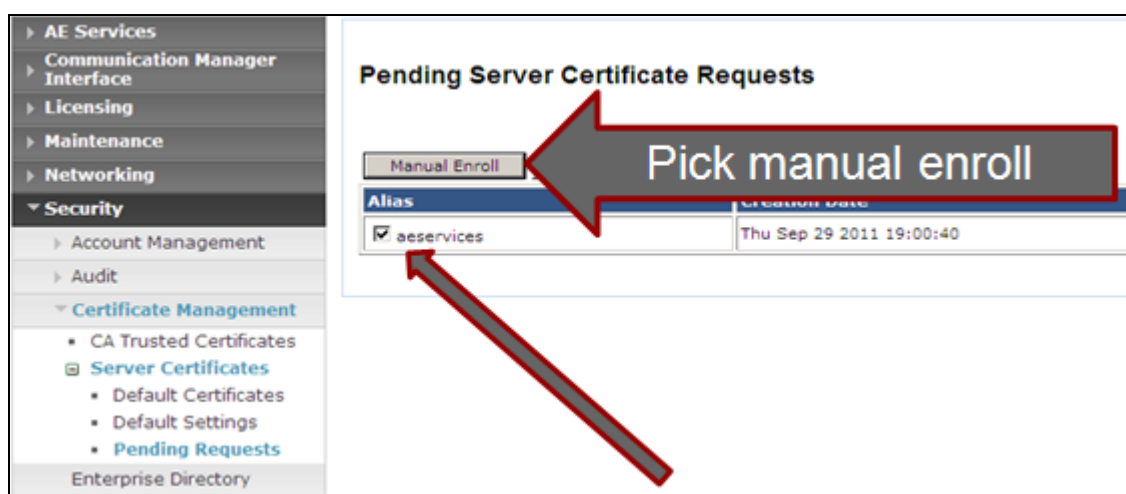 AE Services
Communication Manager
Interface
Licensing
Maintenance
Networking
Security
Account Management
Audit
Certificate Management
CA Trusted Certificates
Server Certificates
Default Certificates
Default Settings
Pending Requests
Enterprise Directory
Pending Server Certificate Requests
Manual Enroll
Pick manual enroll
Alias
Creation Date
aeservices
Thu Sep 29 2011 19:00:40